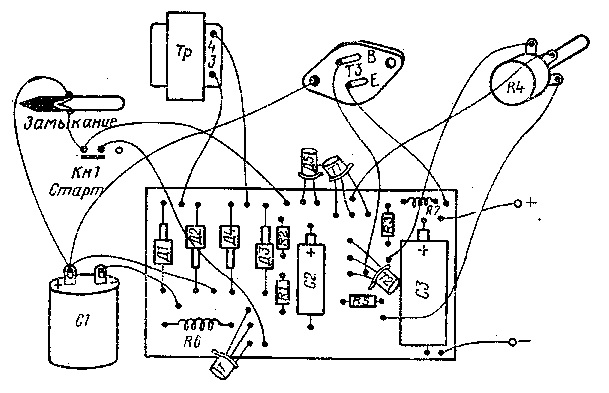 Тр
4
3
В
Т3
Е
R4
Замыкание
Кн1
Старт
Д5
Т1
R7
+
Д1
Д2
Д4
Д3
R2
R1
С2
+
R3
R5
Т2
С3
+
С1
+
R6
−